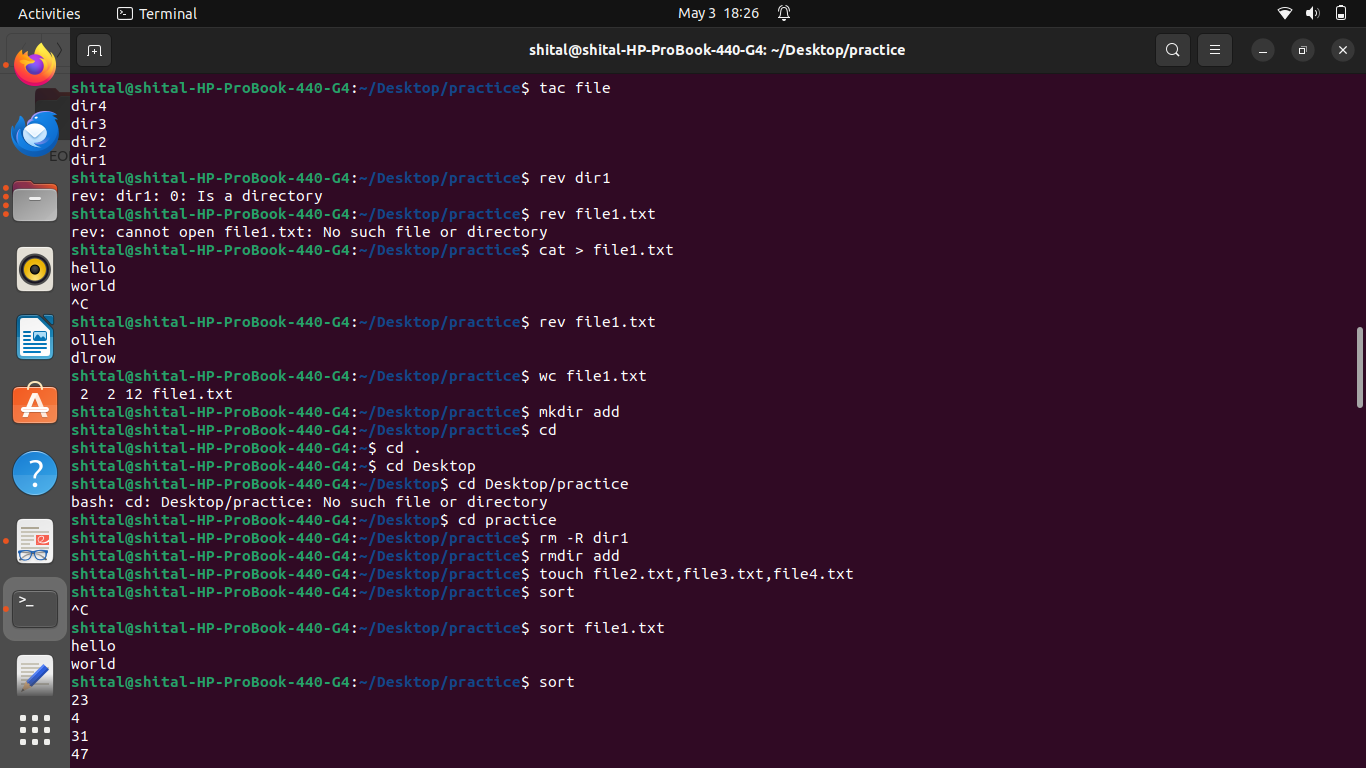 Activities
Terminal
May 3 18:26
shital@shital-HP-ProBook-440-G4: ~/Desktop/practice
shital@shital-HP-ProBook-440-G4:~/Desktop/practice$ tac file
dir4
dir3
dir2
dir1
shital@shital-HP-ProBook-440-G4:~/Desktop/practice$ rev dir1
rev: dir1: 0: Is a directory
shital@shital-HP-ProBook-440-G4:~/Desktop/practice$ rev file1.txt
rev: cannot open file1.txt: No such file or directory
shital@shital-HP-ProBook-440-G4:~/Desktop/practice$ cat > file1.txt
hello
world
^C
shital@shital-HP-ProBook-440-G4:~/Desktop/practice$ rev file1.txt
olleh
dlrow
shital@shital-HP-ProBook-440-G4:~/Desktop/practice$ wc file1.txt
 2  2 12 file1.txt
shital@shital-HP-ProBook-440-G4:~/Desktop/practice$ mkdir add
shital@shital-HP-ProBook-440-G4:~/Desktop/practice$ cd
shital@shital-HP-ProBook-440-G4:~$ cd .
shital@shital-HP-ProBook-440-G4:~$ cd Desktop
shital@shital-HP-ProBook-440-G4:~/Desktop$ cd Desktop/practice
bash: cd: Desktop/practice: No such file or directory
shital@shital-HP-ProBook-440-G4:~/Desktop$ cd practice
shital@shital-HP-ProBook-440-G4:~/Desktop/practice$ rm -R dir1
shital@shital-HP-ProBook-440-G4:~/Desktop/practice$ rmdir add
shital@shital-HP-ProBook-440-G4:~/Desktop/practice$ touch file2.txt,file3.txt,file4.txt
shital@shital-HP-ProBook-440-G4:~/Desktop/practice$ sort
^C
shital@shital-HP-ProBook-440-G4:~/Desktop/practice$ sort file1.txt
hello
world
shital@shital-HP-ProBook-440-G4:~/Desktop/practice$ sort
23
4
31
47